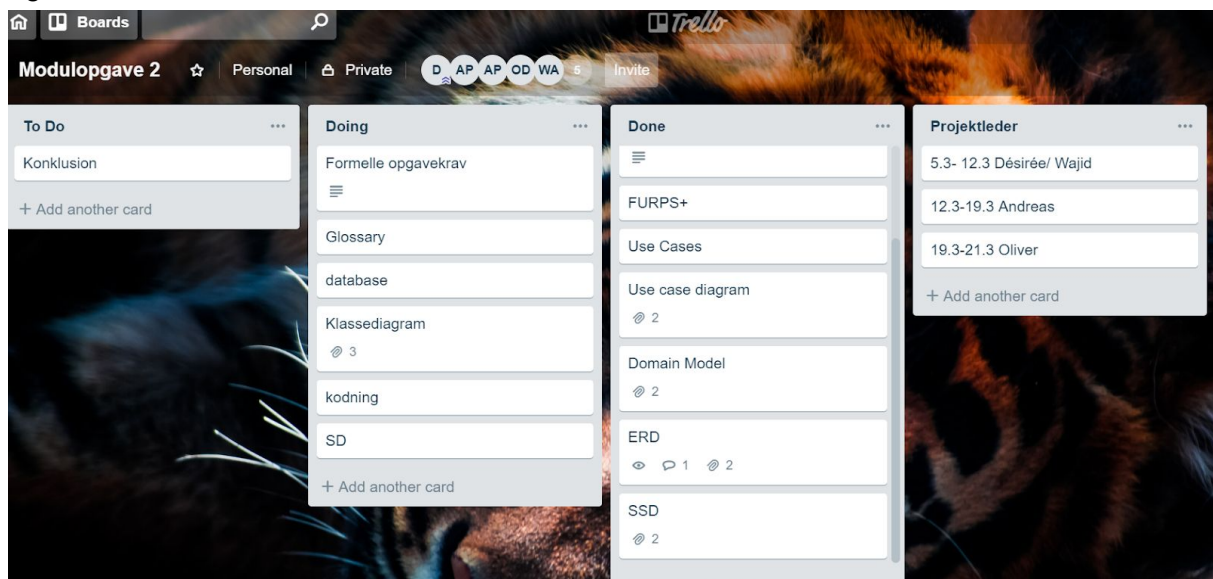 Boards
Trello
Modulopgave 2
Personal
Private
D AP AP OD WA 5
Invite
To Do
Konklusion
+ Add another card
Doing
Formelle opgavekrav
Glossary
database
Klassediagram
3
kodning
SD
+ Add another card
Done
FURPS+
Use Cases
Use case diagram
2
Domain Model
2
ERD
1 2
SSD
2
Projektleder
5.3- 12.3 Désirée/ Wajid
12.3-19.3 Andreas
19.3-21.3 Oliver
+ Add another card